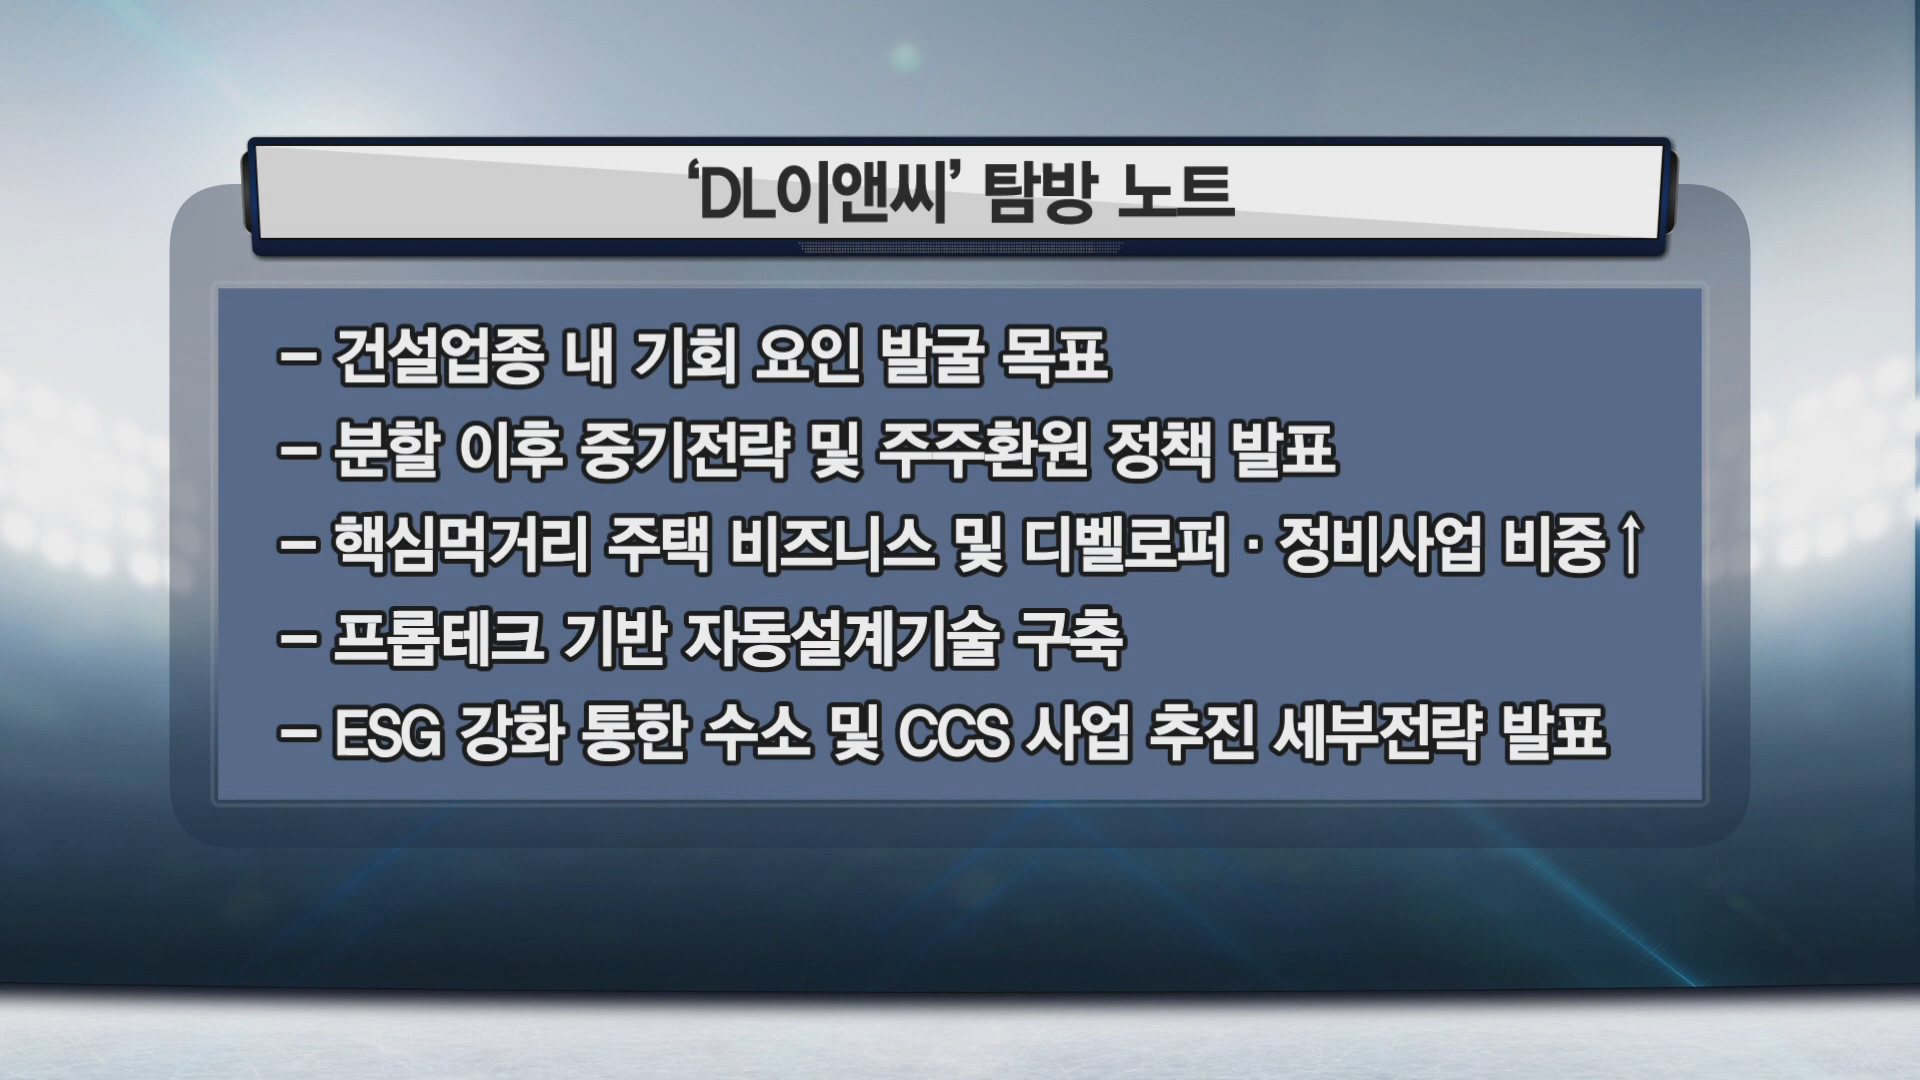 ‘DL이앤씨’ 탐방 노트
- 건설업종 내 기회 요인 발굴 목표
- 분할 이후 중기전략 및 주주환원 정책 발표
- 핵심먹거리 주택 비즈니스 및 디벨로퍼·정비사업 비중↑
- 프롭테크 기반 자동설계기술 구축
- ESG 강화 통한 수소 및 CCS 사업 추진 세부전략 발표